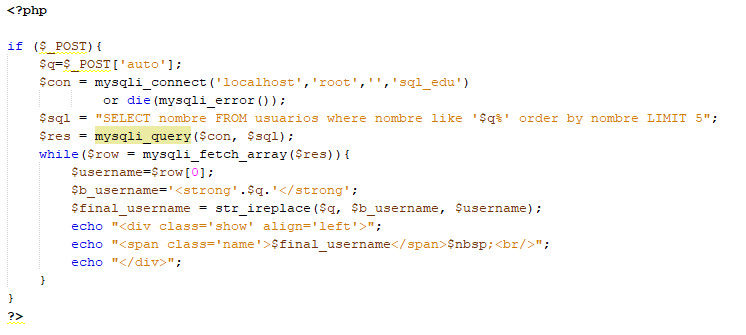 <?php
if ($_POST){
$q=$_POST['auto'];
$con = mysqli_connect('localhost','root','','sql_edu')
or die(mysqli_error());
$sql = "SELECT nombre FROM usuarios where nombre like '$q%' order by nombre LIMIT 5";
$res = mysqli_query($con, $sql);
while($row = mysqli_fetch_array($res)){
$username=$row[0];
$b_username='<strong'.$q.'</strong';
$final_username = str_ireplace($q, $b_username, $username);
echo "<div class='show' align='left'>";
echo "<span class='name'>$final_username</span>$nbsp;<br/>";
echo "</div>";
}
}
?>